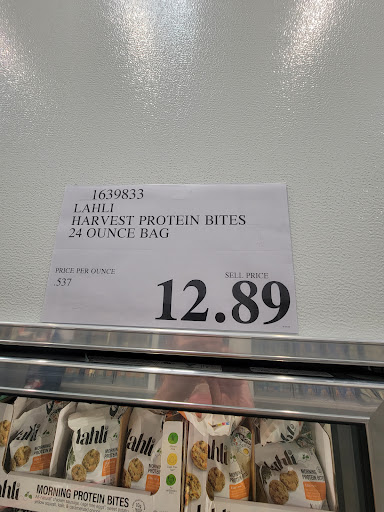 1639833
LAHLI
HARVEST PROTEIN BITES
24 OUNCE BAG
PRICE PER OUNCE
537
SELL PRICE
12.89
lahli
lahli
lahli
MORNING PROTEIN BITES
MORNING PROTEIN BITES